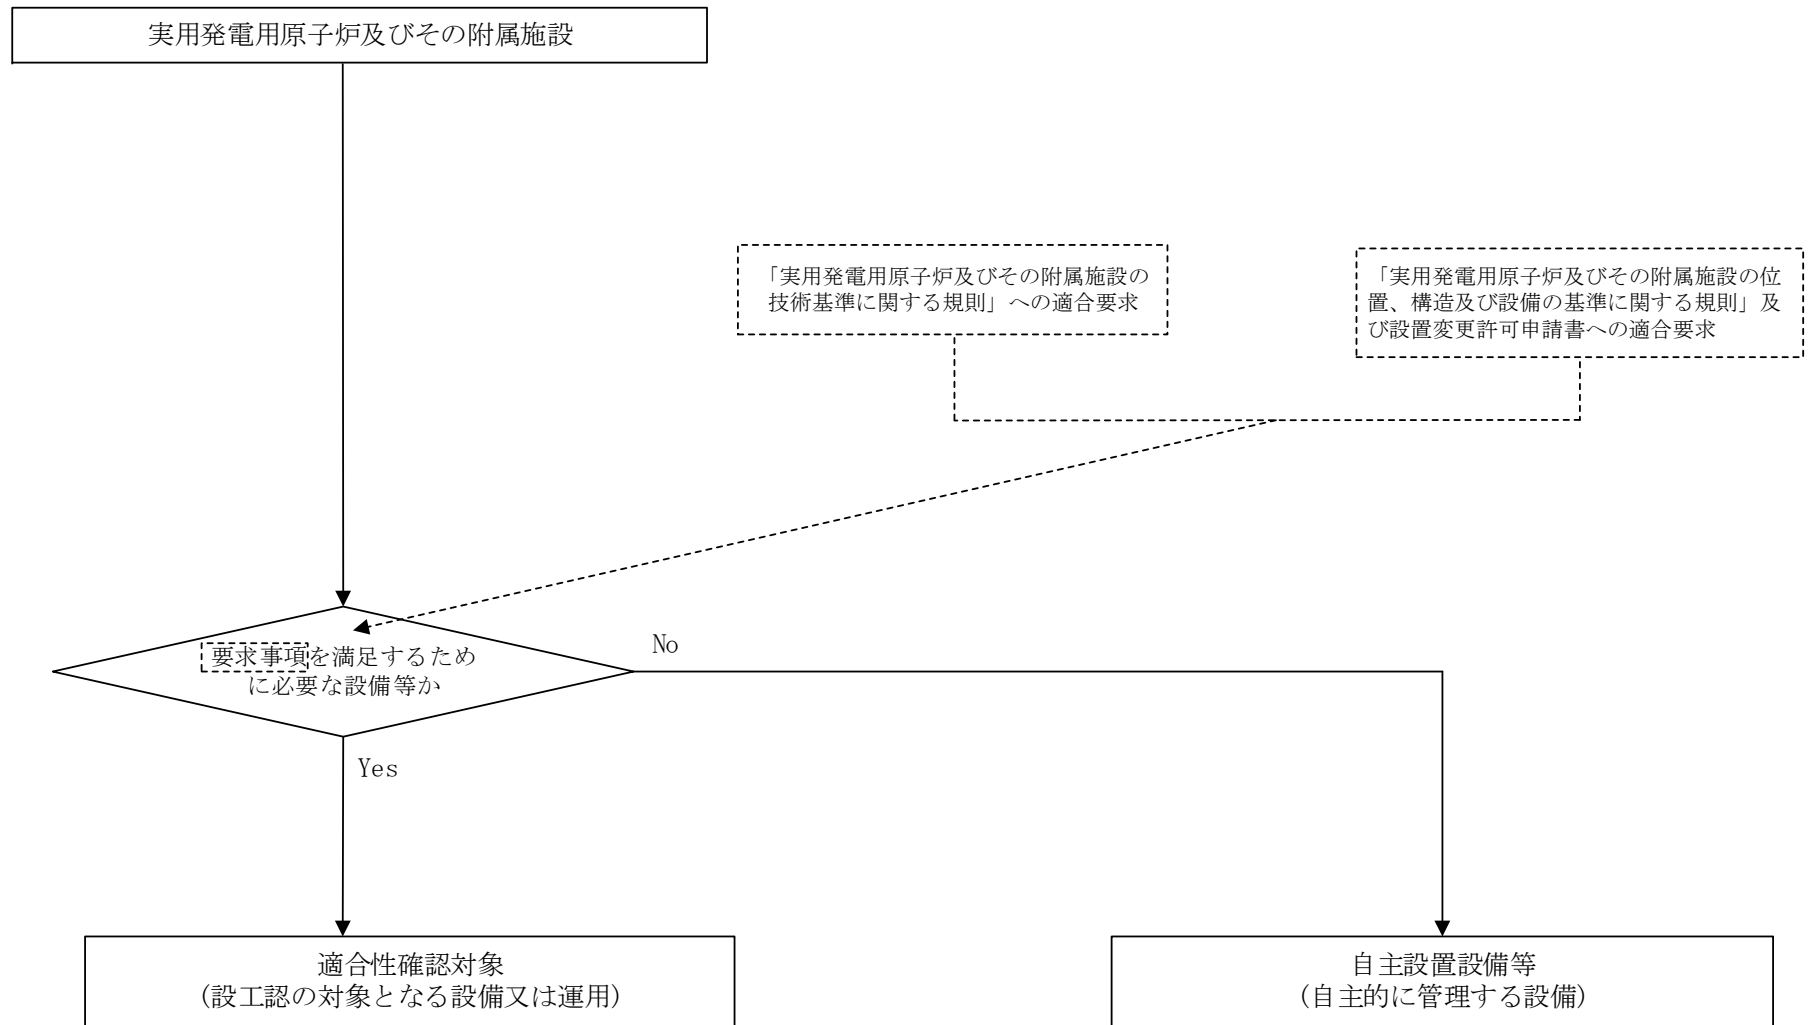 実用発電用原子炉及びその附属施設
「実用発電用原子炉及びその附属施設の
技術基準に関する規則」への適合要求
「実用発電用原子炉及びその附属施設の位
置、構造及び設備の基準に関する規則」及
び設置変更許可申請書への適合要求
要求事項を満足するため
に必要な設備等か
No
Yes
適合性確認対象
(設工認の対象となる設備又は運用)
自主設置設備等
(自主的に管理する設備)